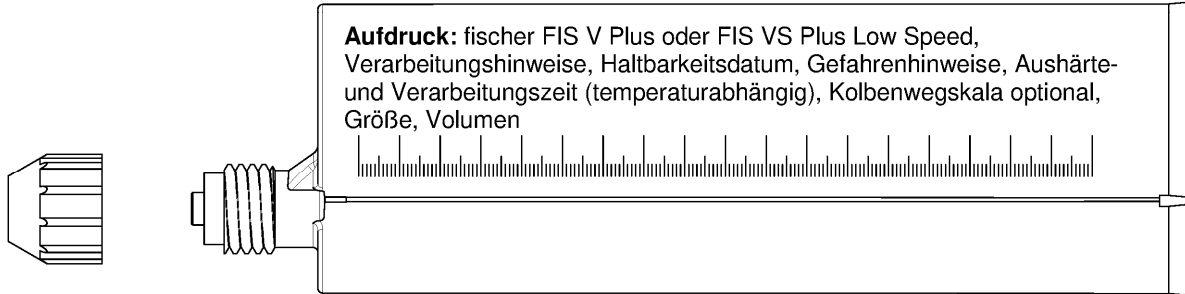 Aufdruck: fischer FIS V Plus oder FIS VS Plus Low Speed,
Verarbeitungshinweise, Haltbarkeitsdatum, Gefahrenhinweise, Aushärte-
und Verarbeitungszeit (temperaturabhängig), Kolbenwegskala optional,
Größe, Volumen